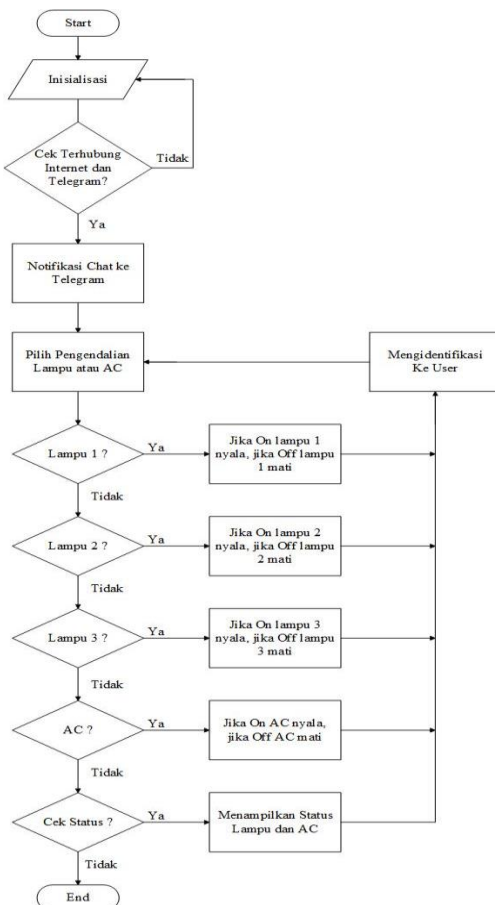 Start
Inisialisasi
Cek Terhubung
Internet dan
Telegram?
Tidak
Ya
Notifikasi Chat ke
Telegram
Pilih Pengendalian
Lampu atau AC
Mengidentifikasi
Ke User
Lampu 1 ?
Ya
Jika On lampu 1
nyala, jika Off lampu
1 mati
Tidak
Lampu 2 ?
Ya
Jika On lampu 2
nyala, jika Off lampu
2 mati
Tidak
Lampu 3 ?
Ya
Jika On lampu 3
nyala, jika Off lampu
3 mati
Tidak
AC ?
Ya
Jika On AC nyala,
jika Off AC mati
Tidak
Cek Status ?
Ya
Menampilkan Status
Lampu dan AC
Tidak
End